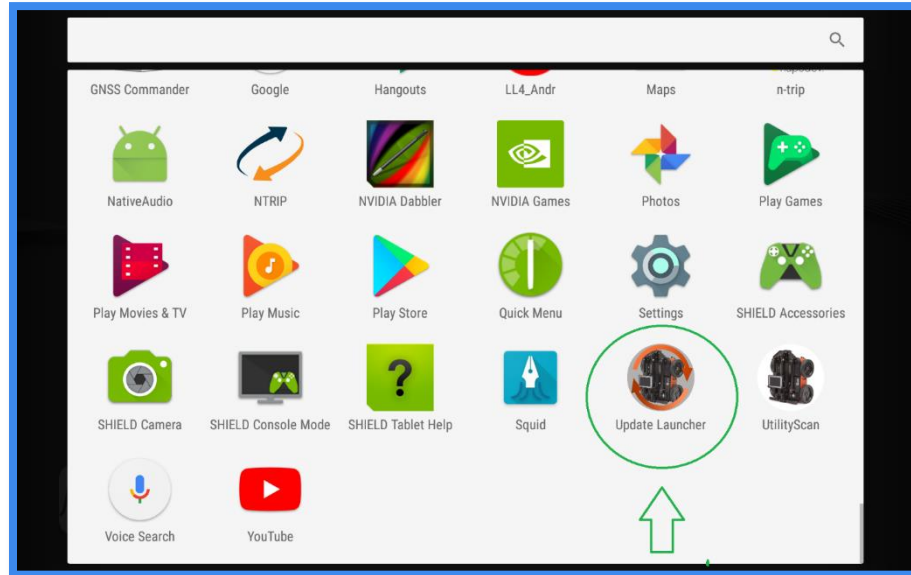 GNSS Commander Google Hangouts LL4_Andr Maps n-trip
NativeAudio NTRIP NVIDIA Dabbler NVIDIA Games Photos Play Games
Play Movies & TV Play Music Play Store Quick Menu Settings SHIELD Accessories
SHIELD Camera SHIELD Console Mode SHIELD Tablet Help Squid Update Launcher UtilityScan
Voice Search YouTube